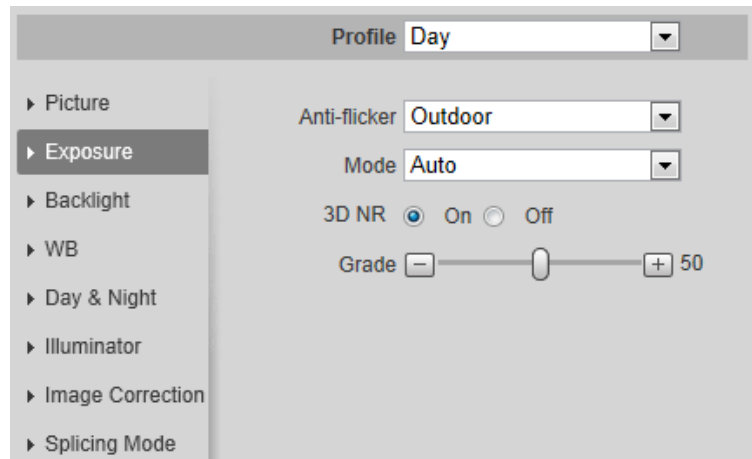 Profile Day
Picture
Anti-flicker Outdoor
Exposure
Mode Auto
Backlight
3D NR On Off
WB
Grade 50
Day & Night
Illuminator
Image Correction
Splicing Mode